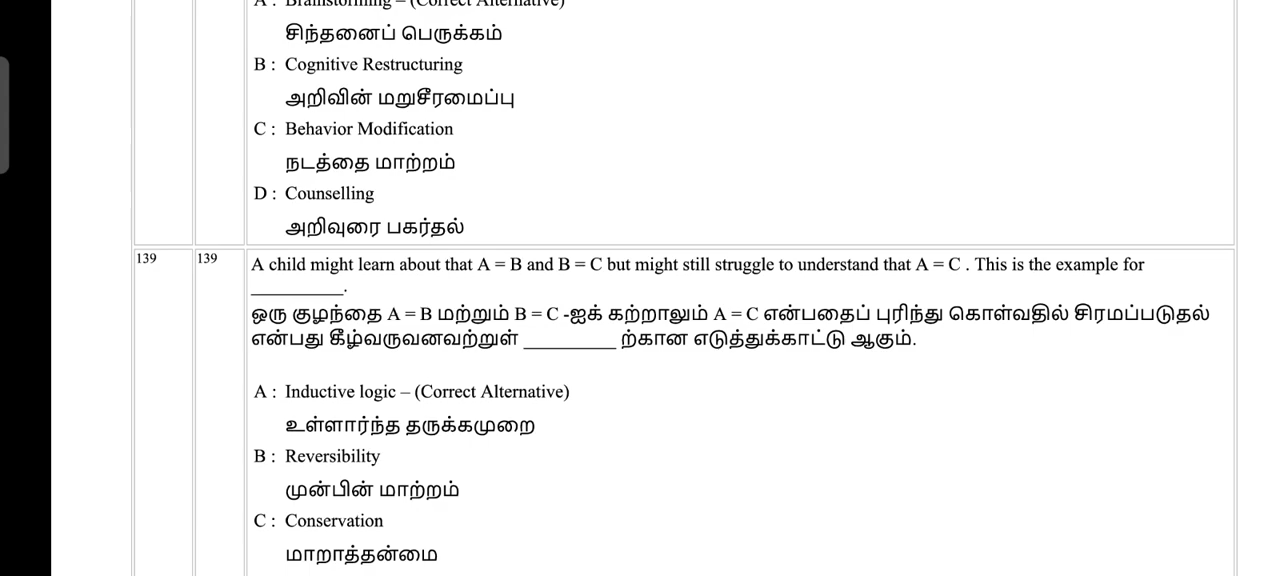 A : Brainstorming – (Correct Alternative)
சிந்தனைப் பெருக்கம்
B : Cognitive Restructuring
அறிவின் மறுசீரமைப்பு
C : Behavior Modification
நடத்தை மாற்றம்
D : Counselling
அறிவுரை பகர்தல்
139 139 A child might learn about that A = B and B = C but might still struggle to understand that A = C . This is the example for
__________.
ஒரு குழந்தை A = B மற்றும் B = C -ஐக் கற்றாலும் A = C என்பதைப் புரிந்து கொள்வதில் சிரமப்படுதல்
என்பது கீழ்வருவனவற்றுள் __________ ற்கான எடுத்துக்காட்டு ஆகும்.
A : Inductive logic – (Correct Alternative)
உள்ளார்ந்த தருக்கமுறை
B : Reversibility
முன்பின் மாற்றம்
C : Conservation
மாறாத்தன்மை